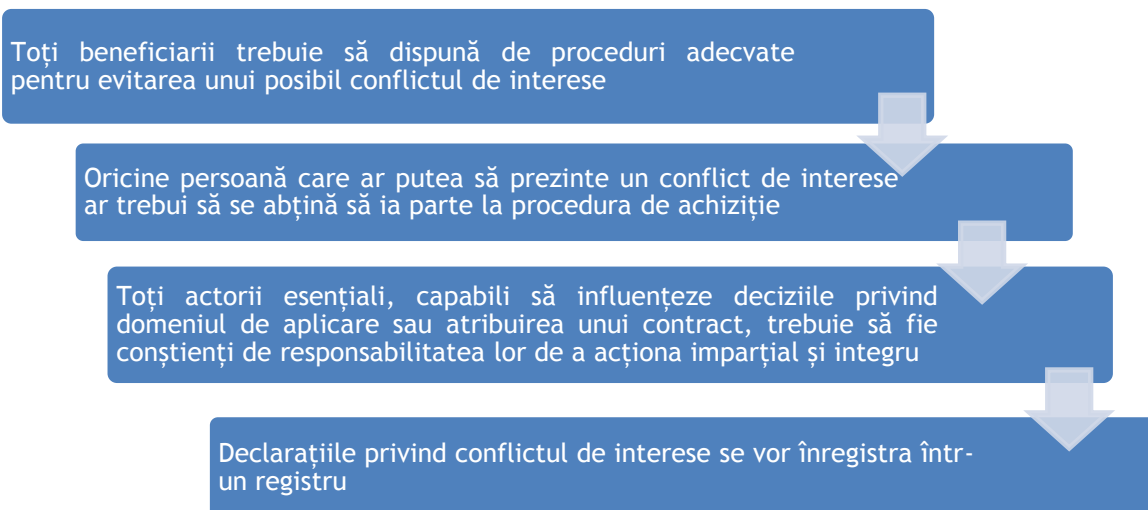 Toți beneficiarii trebuie să dispună de proceduri adecvate
pentru evitarea unui posibil conflictul de interese
Oricine persoană care ar putea să prezinte un conflict de interese
ar trebui să se abțină să ia parte la procedura de achiziție
Toți actorii esențiali, capabili să influențeze deciziile privind
domeniul de aplicare sau atribuirea unui contract, trebuie să fie
conștienți de responsabilitatea lor de a acționa imparțial și integru
Declarațiile privind conflictul de interese se vor înregistra într-
un registru